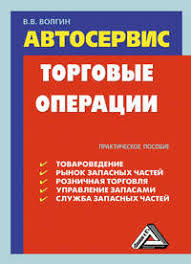 В.В. ВОЛГИН
АВТОСЕРВИС
ТОРГОВЫЕ
ОПЕРАЦИИ
ПРАКТИЧЕСКОЕ ПОСОБИЕ
ТОВАРОВЕДЕНИЕ
РЫНОК ЗАПАСНЫХ ЧАСТЕЙ
РОЗНИЧНАЯ ТОРГОВЛЯ
УПРАВЛЕНИЕ ЗАПАСАМИ
СЛУЖБА ЗАПАСНЫХ ЧАСТЕЙ